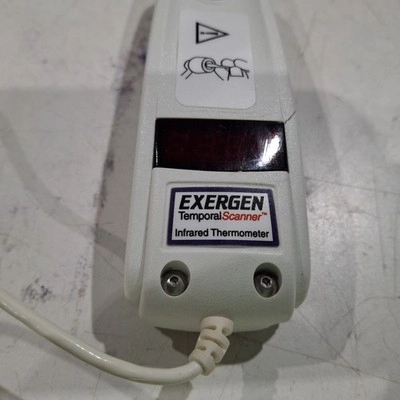 EXERGEN
TemporalScanner™
Infrared Thermometer